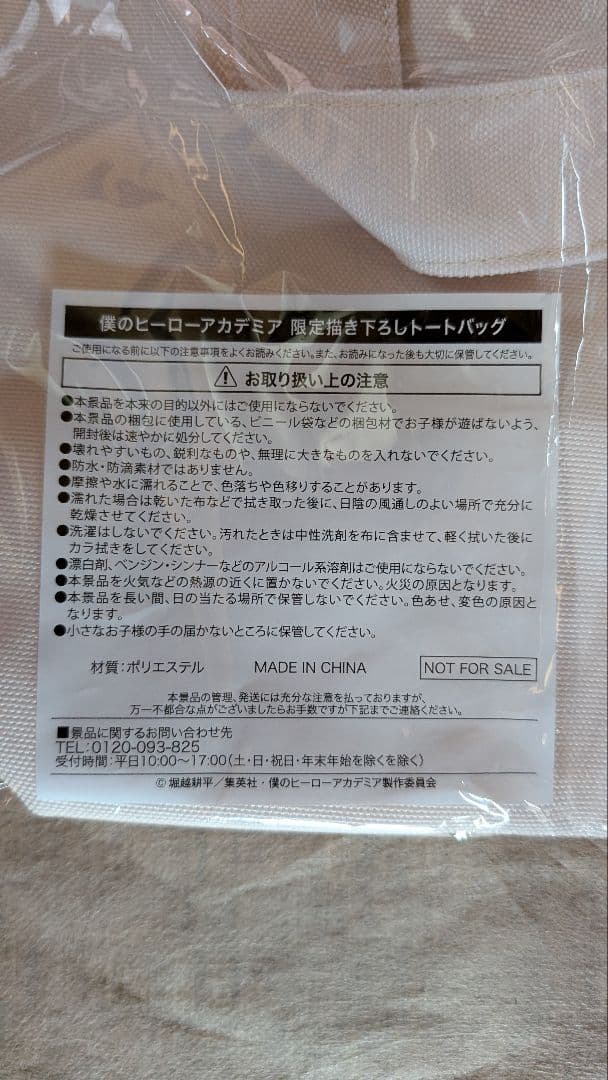 僕のヒーローアカデミア 限定描き下ろしトートバッグ
ご使用になる前に以下の注意事項をよくお読みください。また、お読みになった後も大切に保管してください。
⚠ お取り扱い上の注意
●本景品を本来の目的以外にはご使用にならないでください。
●本景品の梱包に使用している、ビニール袋などの梱包材でお子様が遊ばないよう、
開封後は速やかに処分してください。
●壊れやすいもの、鋭利なものや、無理に大きなものを入れないでください。
●防水・防滴素材ではありません。
●摩擦や水に濡れることで、色落ちや色移りすることがあります。
●濡れた場合は乾いた布などで拭き取った後に、日陰の風通しのよい場所で充分に
乾燥させてください。
●洗濯はしないでください。汚れたときは中性洗剤を布に含ませて、軽く拭いた後に
カラ拭きをしてください。
●漂白剤、ベンジン・シンナーなどのアルコール系溶剤はご使用にならないでください。
●本景品を火気などの熱源の近くに置かないでください。火災の原因となります。
●本景品を長い間、日の当たる場所で保管しないでください。色あせ、変色の原因と
なります。
●小さなお子様の手の届かないところに保管してください。
材質:ポリエステル MADE IN CHINA NOT FOR SALE
本景品の管理、発送には充分な注意を払っておりますが、
万一不都合な点がございましたらお手数ですが下記までご連絡ください。
■景品に関するお問い合わせ先
TEL:0120-093-825
受付時間:平日10:00～17:00(土・日・祝日・年末年始を除くを除く)
© 堀越耕平／集英社・僕のヒーローアカデミア製作委員会